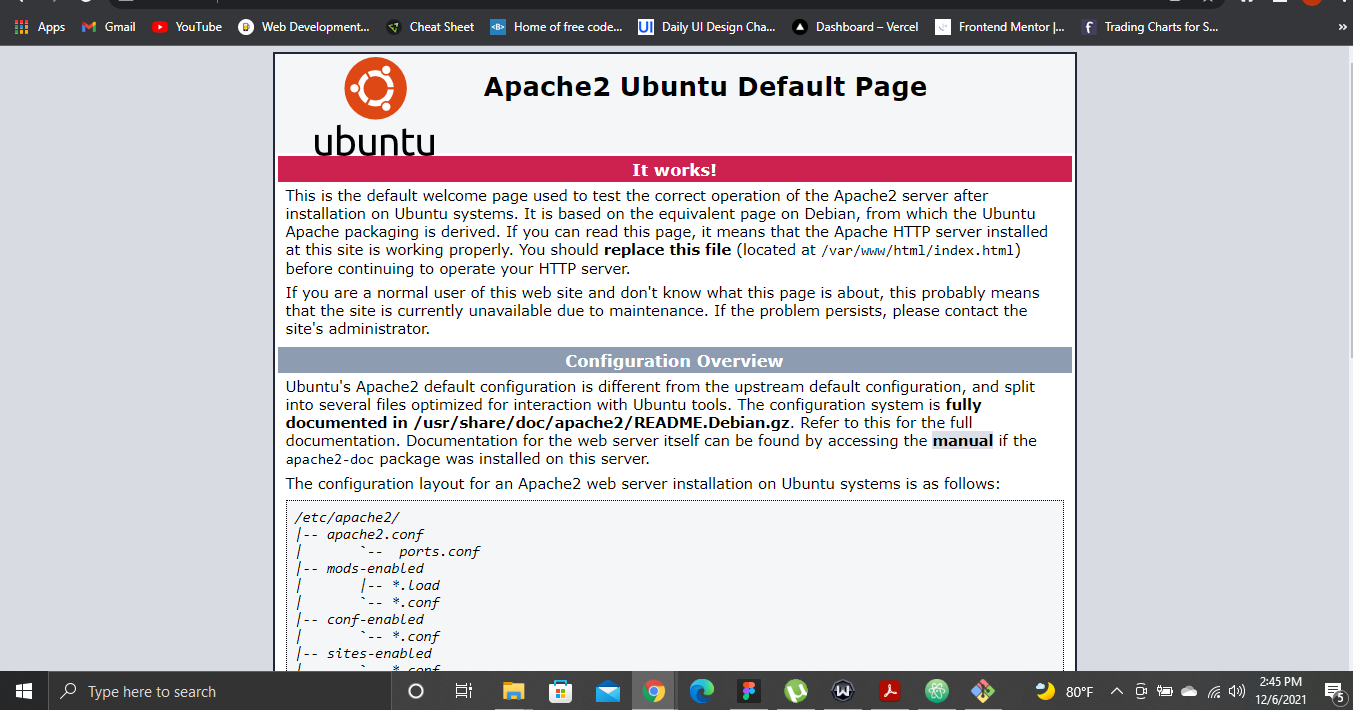 Apps Gmail YouTube Web Development... Cheat Sheet Home of free code... Daily UI Design Cha... Dashboard – Vercel Frontend Mentor |... Trading Charts for S... »
ubuntu
Apache2 Ubuntu Default Page
It works!
This is the default welcome page used to test the correct operation of the Apache2 server after
installation on Ubuntu systems. It is based on the equivalent page on Debian, from which the Ubuntu
Apache packaging is derived. If you can read this page, it means that the Apache HTTP server installed
at this site is working properly. You should replace this file (located at /var/www/html/index.html)
before continuing to operate your HTTP server.
If you are a normal user of this web site and don't know what this page is about, this probably means
that the site is currently unavailable due to maintenance. If the problem persists, please contact the
site's administrator.
Configuration Overview
Ubuntu's Apache2 default configuration is different from the upstream default configuration, and split
into several files optimized for interaction with Ubuntu tools. The configuration system is fully
documented in /usr/share/doc/apache2/README.Debian.gz. Refer to this for the full
documentation. Documentation for the web server itself can be found by accessing the manual if the
apache2-doc package was installed on this server.
The configuration layout for an Apache2 web server installation on Ubuntu systems is as follows:
/etc/apache2/
|-- apache2.conf
|       `--  ports.conf
|-- mods-enabled
|       |-- *.load
|       `-- *.conf
|-- conf-enabled
|       `-- *.conf
|-- sites-enabled
|       `-- *.conf
Type here to search
80°F
2:45 PM
12/6/2021
5